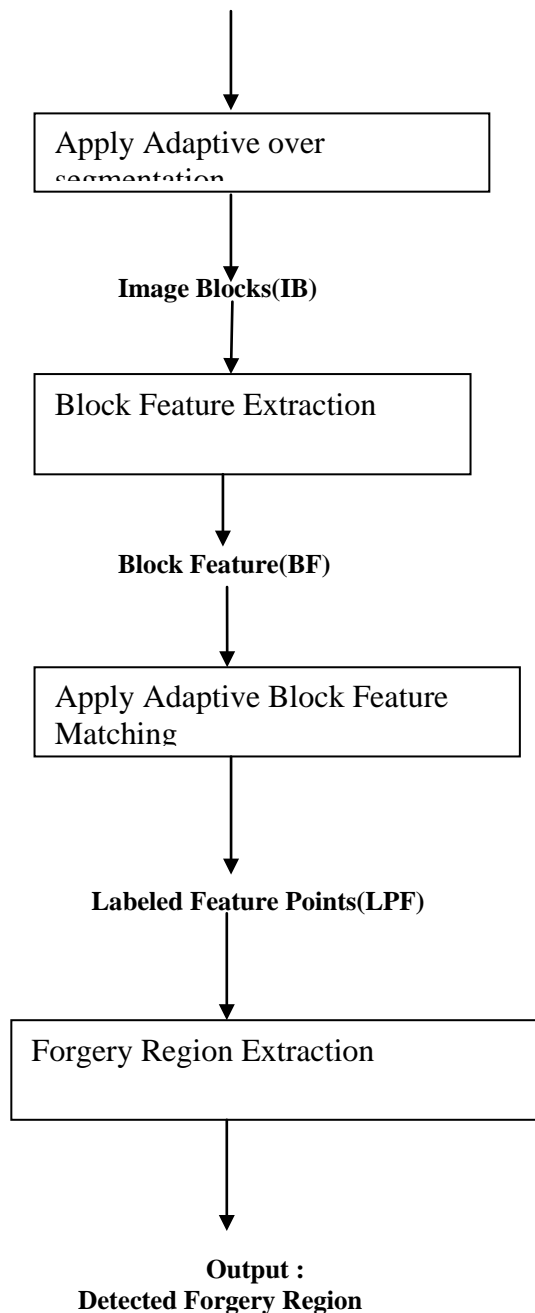 Apply Adaptive over
segmentation
Image Blocks(IB)
Block Feature Extraction
Block Feature(BF)
Apply Adaptive Block Feature
Matching
Labeled Feature Points(LPF)
Forgery Region Extraction
Output :
Detected Forgery Region